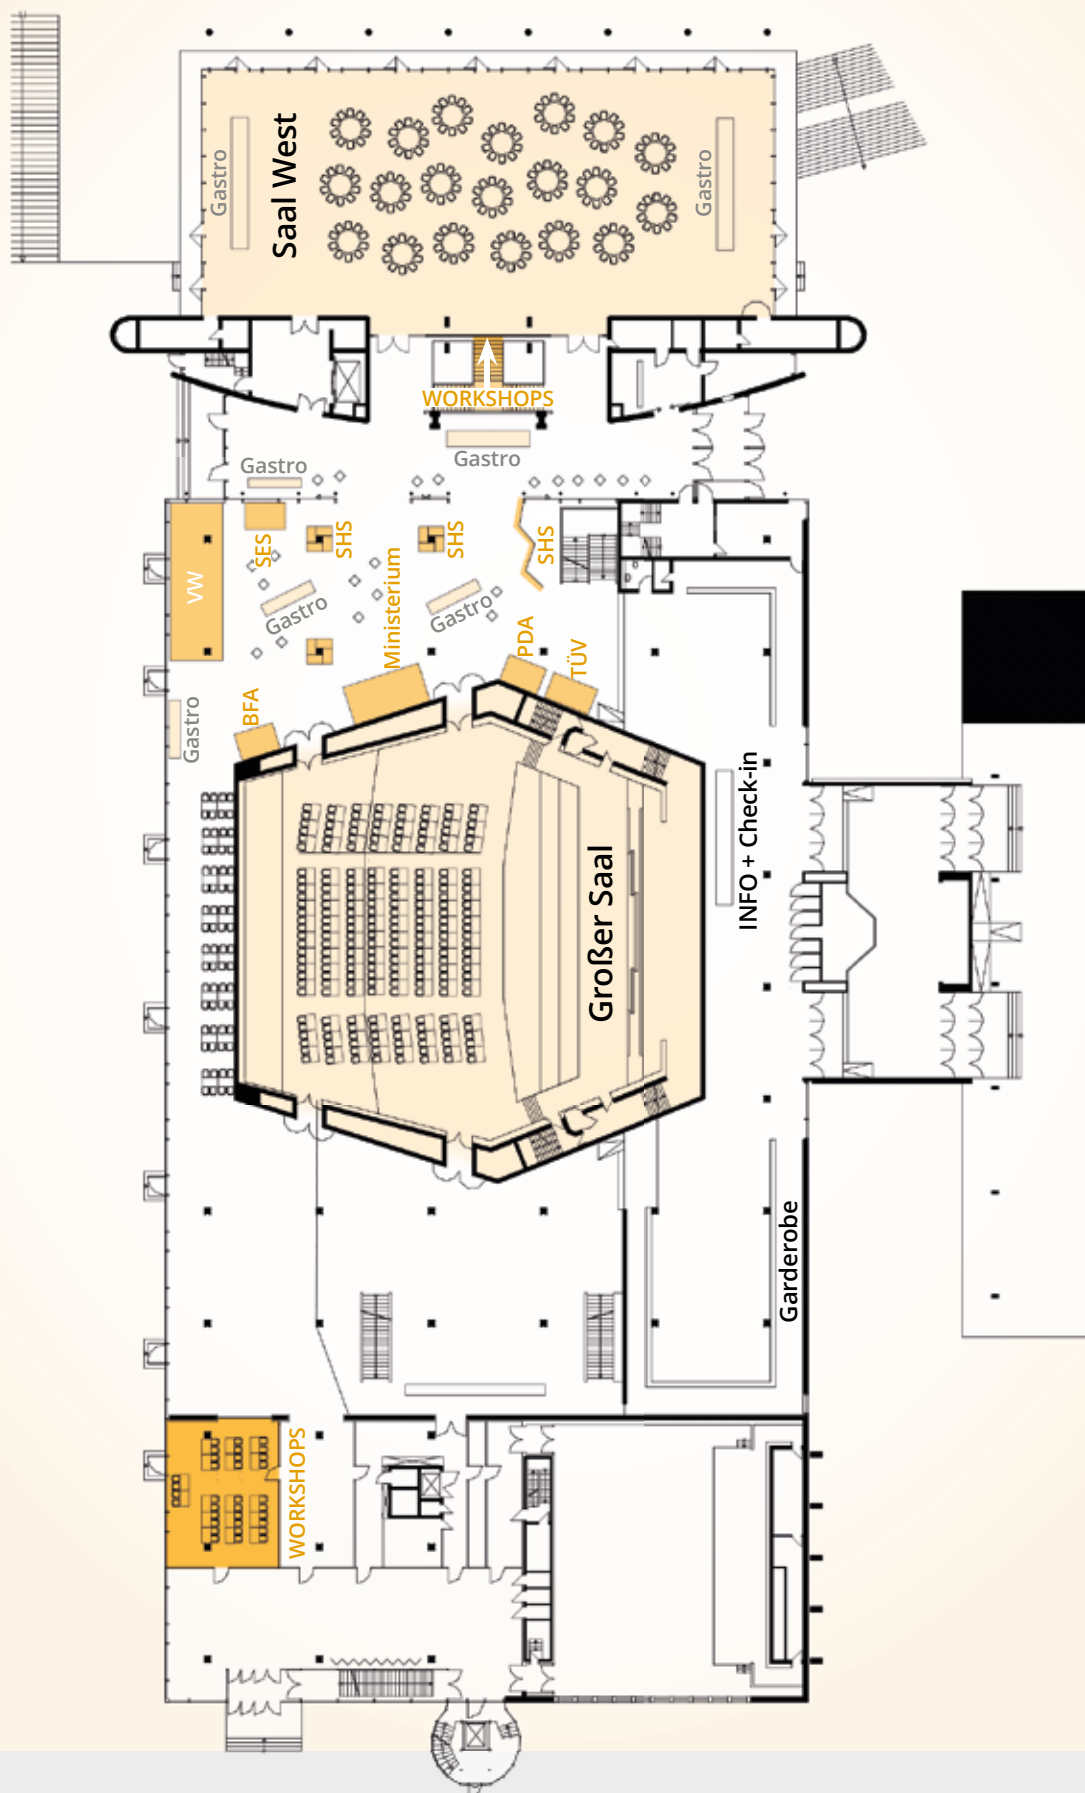 Gastro
Saal West
Gastro
WORKSHOPS
Gastro
Gastro
SES
SHS
SHS
SHS
VW
Gastro
Ministerium
Gastro
PDA
TÜV
Gastro
BFA
INFO + Check-in
Großer Saal
Garderobe
WORKSHOPS